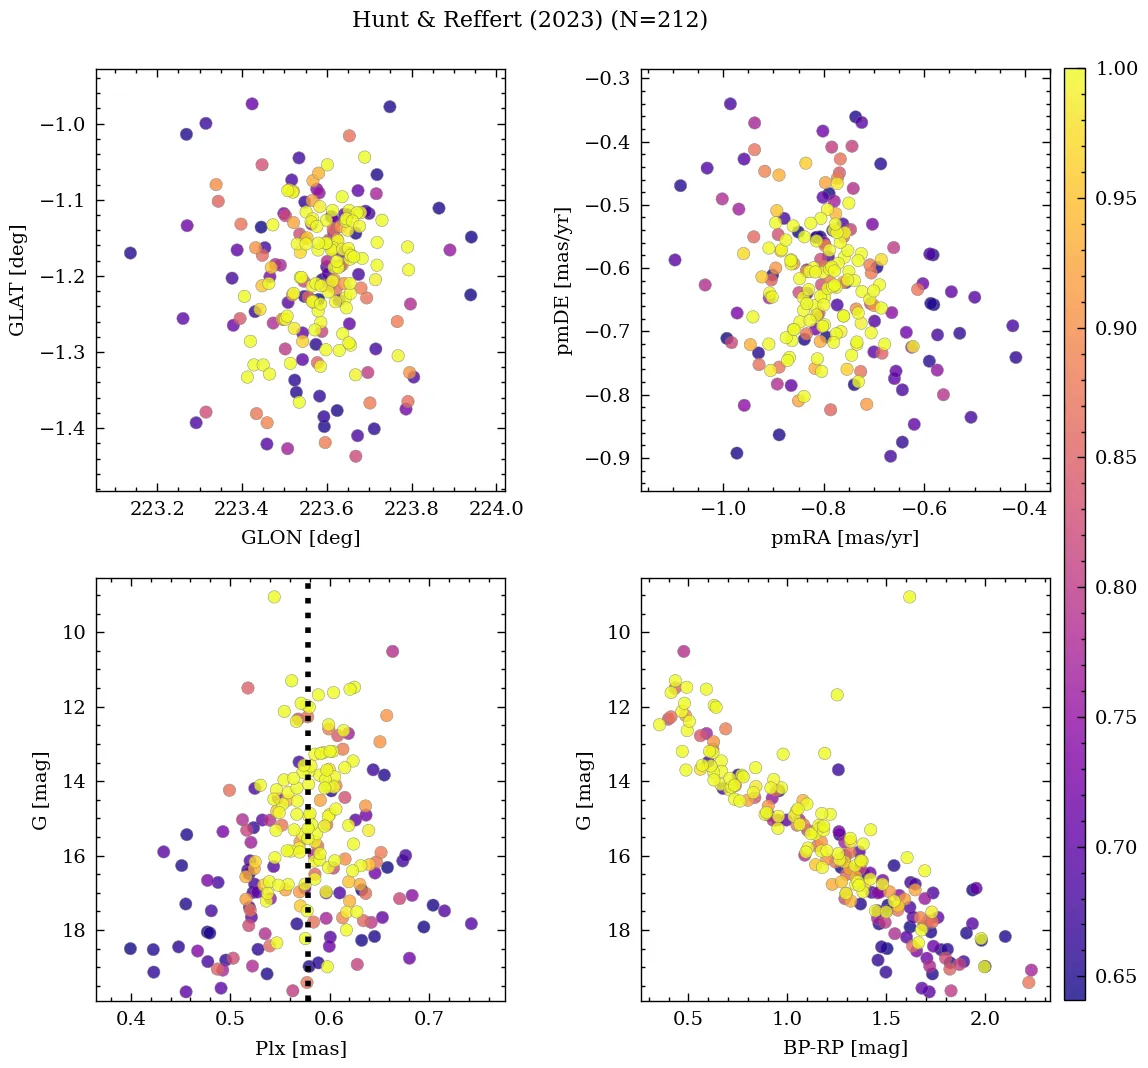 Hunt & Reffert (2023) (N=212)
−1.0
−1.1
−1.2
−1.3
−1.4
GLAT [deg]
223.2 223.4 223.6 223.8 224.0
GLON [deg]
−0.3
−0.4
−0.5
−0.6
−0.7
−0.8
−0.9
pmDE [mas/yr]
−1.0 −0.8 −0.6 −0.4
pmRA [mas/yr]
10
12
14
16
18
G [mag]
0.4 0.5 0.6 0.7
Plx [mas]
10
12
14
16
18
G [mag]
0.5 1.0 1.5 2.0
BP-RP [mag]
1.00
0.95
0.90
0.85
0.80
0.75
0.70
0.65